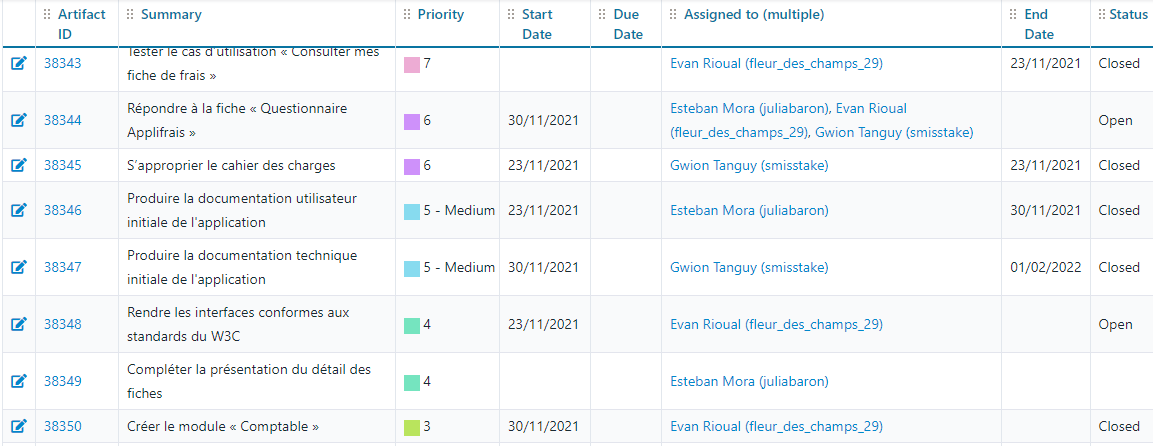 Artifact ID Summary Priority Start Date Due Date Assigned to (multiple) End Date Status
Tester le cas d'utilisation « Consulter mes
38343 7 Evan Rioual (fleur_des_champs_29) 23/11/2021 Closed
fiche de frais »
Répondre à la fiche « Questionnaire Esteban Mora (juliabaron), Evan Rioual
38344 6 30/11/2021 Open
Applifrais » (fleur_des_champs_29), Gwion Tanguy (smisstake)
38345 S'approprier le cahier des charges 6 23/11/2021 Gwion Tanguy (smisstake) 23/11/2021 Closed
Produire la documentation utilisateur
38346 5 - Medium 23/11/2021 Esteban Mora (juliabaron) 30/11/2021 Closed
initiale de l'application
Produire la documentation technique
38347 5 - Medium 30/11/2021 Gwion Tanguy (smisstake) 01/02/2022 Closed
initiale de l'application
Rendre les interfaces conformes aux
38348 4 23/11/2021 Evan Rioual (fleur_des_champs_29) Open
standards du W3C
Compléter la présentation du détail des
38349 4 Esteban Mora (juliabaron)
fiches
38350 Créer le module « Comptable » 3 30/11/2021 Evan Rioual (fleur_des_champs_29) Closed